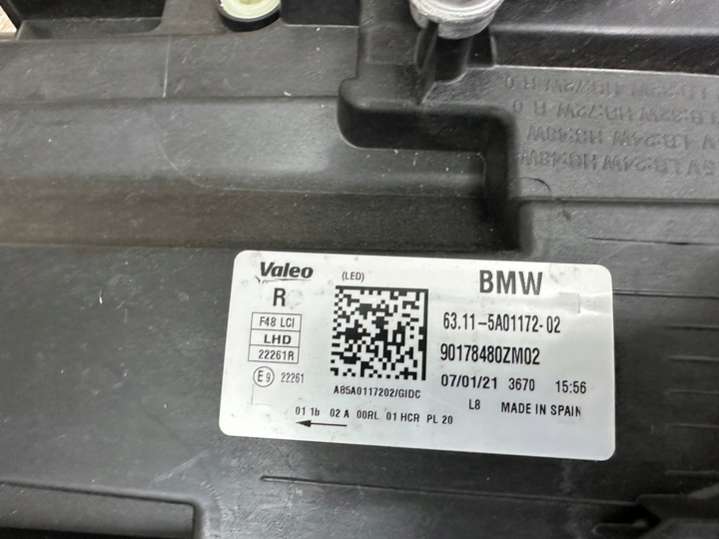 Valeo (LED) BMW
R
F48 LCI
LHD
22261R
E9 22261
63.11-5A01172-02
90178480ZM02
07/01/21 3670 15:56
A85A0117202/GIDC
L8 MADE IN SPAIN
01 1b 02 A 00RL 01 HCR PL 20